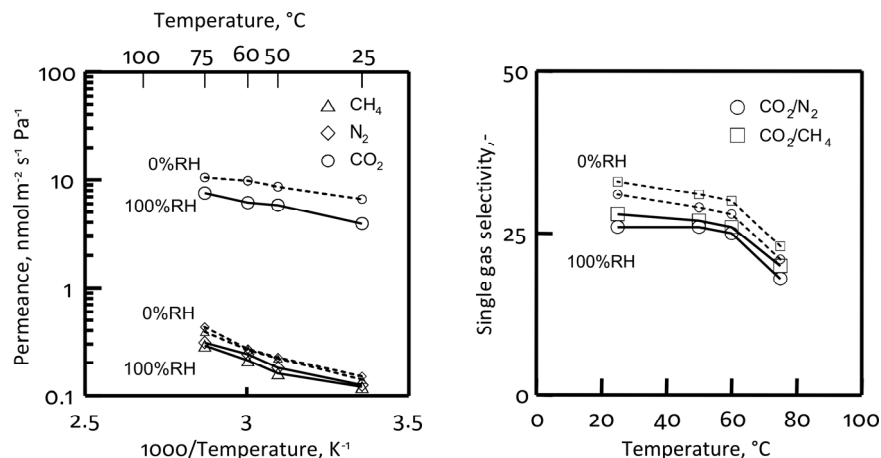 Temperature, °C
100 75 60 50 25
100
10
1
0.1
Permeance, nmol m⁻² s⁻¹ Pa⁻¹
CH₄
N₂
CO₂
0%RH
100%RH
0%RH
100%RH
2.5 3 3.5
1000/Temperature, K⁻¹
50
25
0
Single gas selectivity,-
CO₂/N₂
CO₂/CH₄
0%RH
100%RH
0 20 40 60 80 100
Temperature, °C